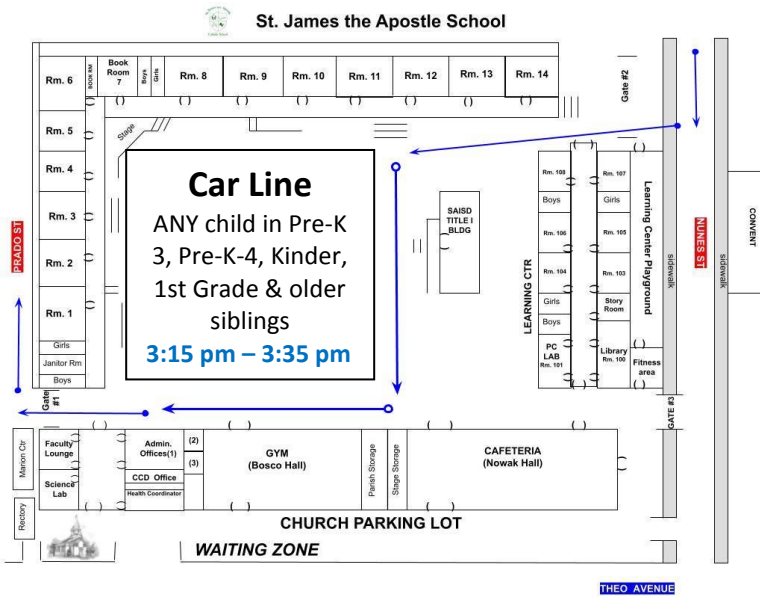 St. James the Apostle School
Rm. 6
BOOK RM
Book
Room
7
Boys
Girls
Rm. 8
Rm. 9
Rm. 10
Rm. 11
Rm. 12
Rm. 13
Rm. 14
Gate #2
Rm. 5
Stage
Rm. 4
Rm. 3
Rm. 2
Rm. 1
Girls
Janitor Rm
Boys
PRADO ST
Gate
#1
Car Line
ANY child in Pre-K
3, Pre-K-4, Kinder,
1st Grade & older
siblings
3:15 pm – 3:35 pm
SAISD
TITLE I
BLDG
LEARNING CTR
Rm. 108
Boys
Rm. 106
Rm. 104
Girls
Boys
PC
LAB
Rm. 101
Rm. 107
Girls
Rm. 105
Rm. 103
Story
Room
Library
Rm. 100
Learning Center Playground
Fitness
area
sidewalk
NUNES ST
sidewalk
CONVENT
GATE #3
Marion Ctr
Rectory
Faculty
Lounge
Science
Lab
Admin.
Offices(1)
CCD Office
Health Coordinator
(2)
(3)
GYM
(Bosco Hall)
Parish Storage
Stage Storage
CAFETERIA
(Nowak Hall)
CHURCH PARKING LOT
WAITING ZONE
THEO AVENUE